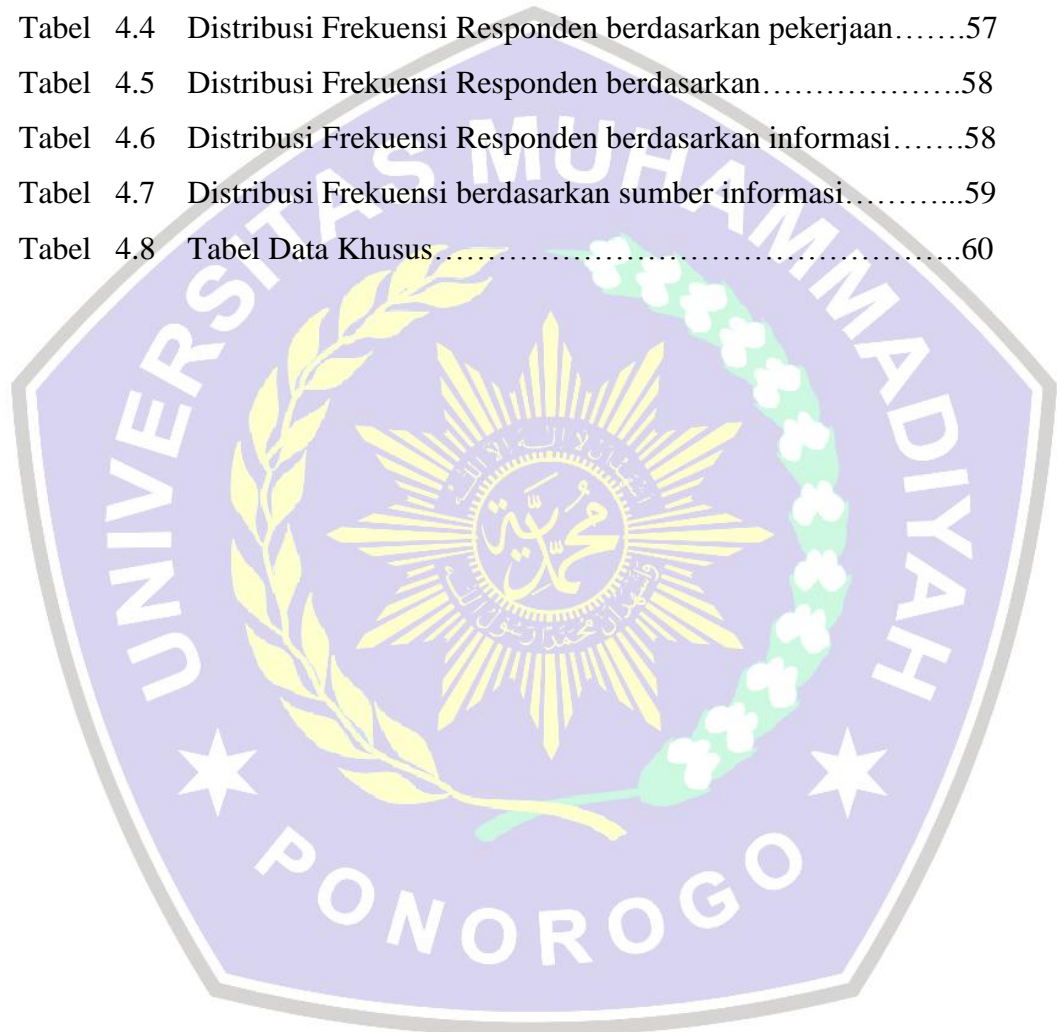 Tabel 4.4 Distribusi Frekuensi Responden berdasarkan pekerjaan…….57
Tabel 4.5 Distribusi Frekuensi Responden berdasarkan……………….58
Tabel 4.6 Distribusi Frekuensi Responden berdasarkan informasi…….58
Tabel 4.7 Distribusi Frekuensi berdasarkan sumber informasi………...59
Tabel 4.8 Tabel Data Khusus…………………………………………..60
UNIVERSITAS MUHAMMADIYAH
PONOROGO
محمدية